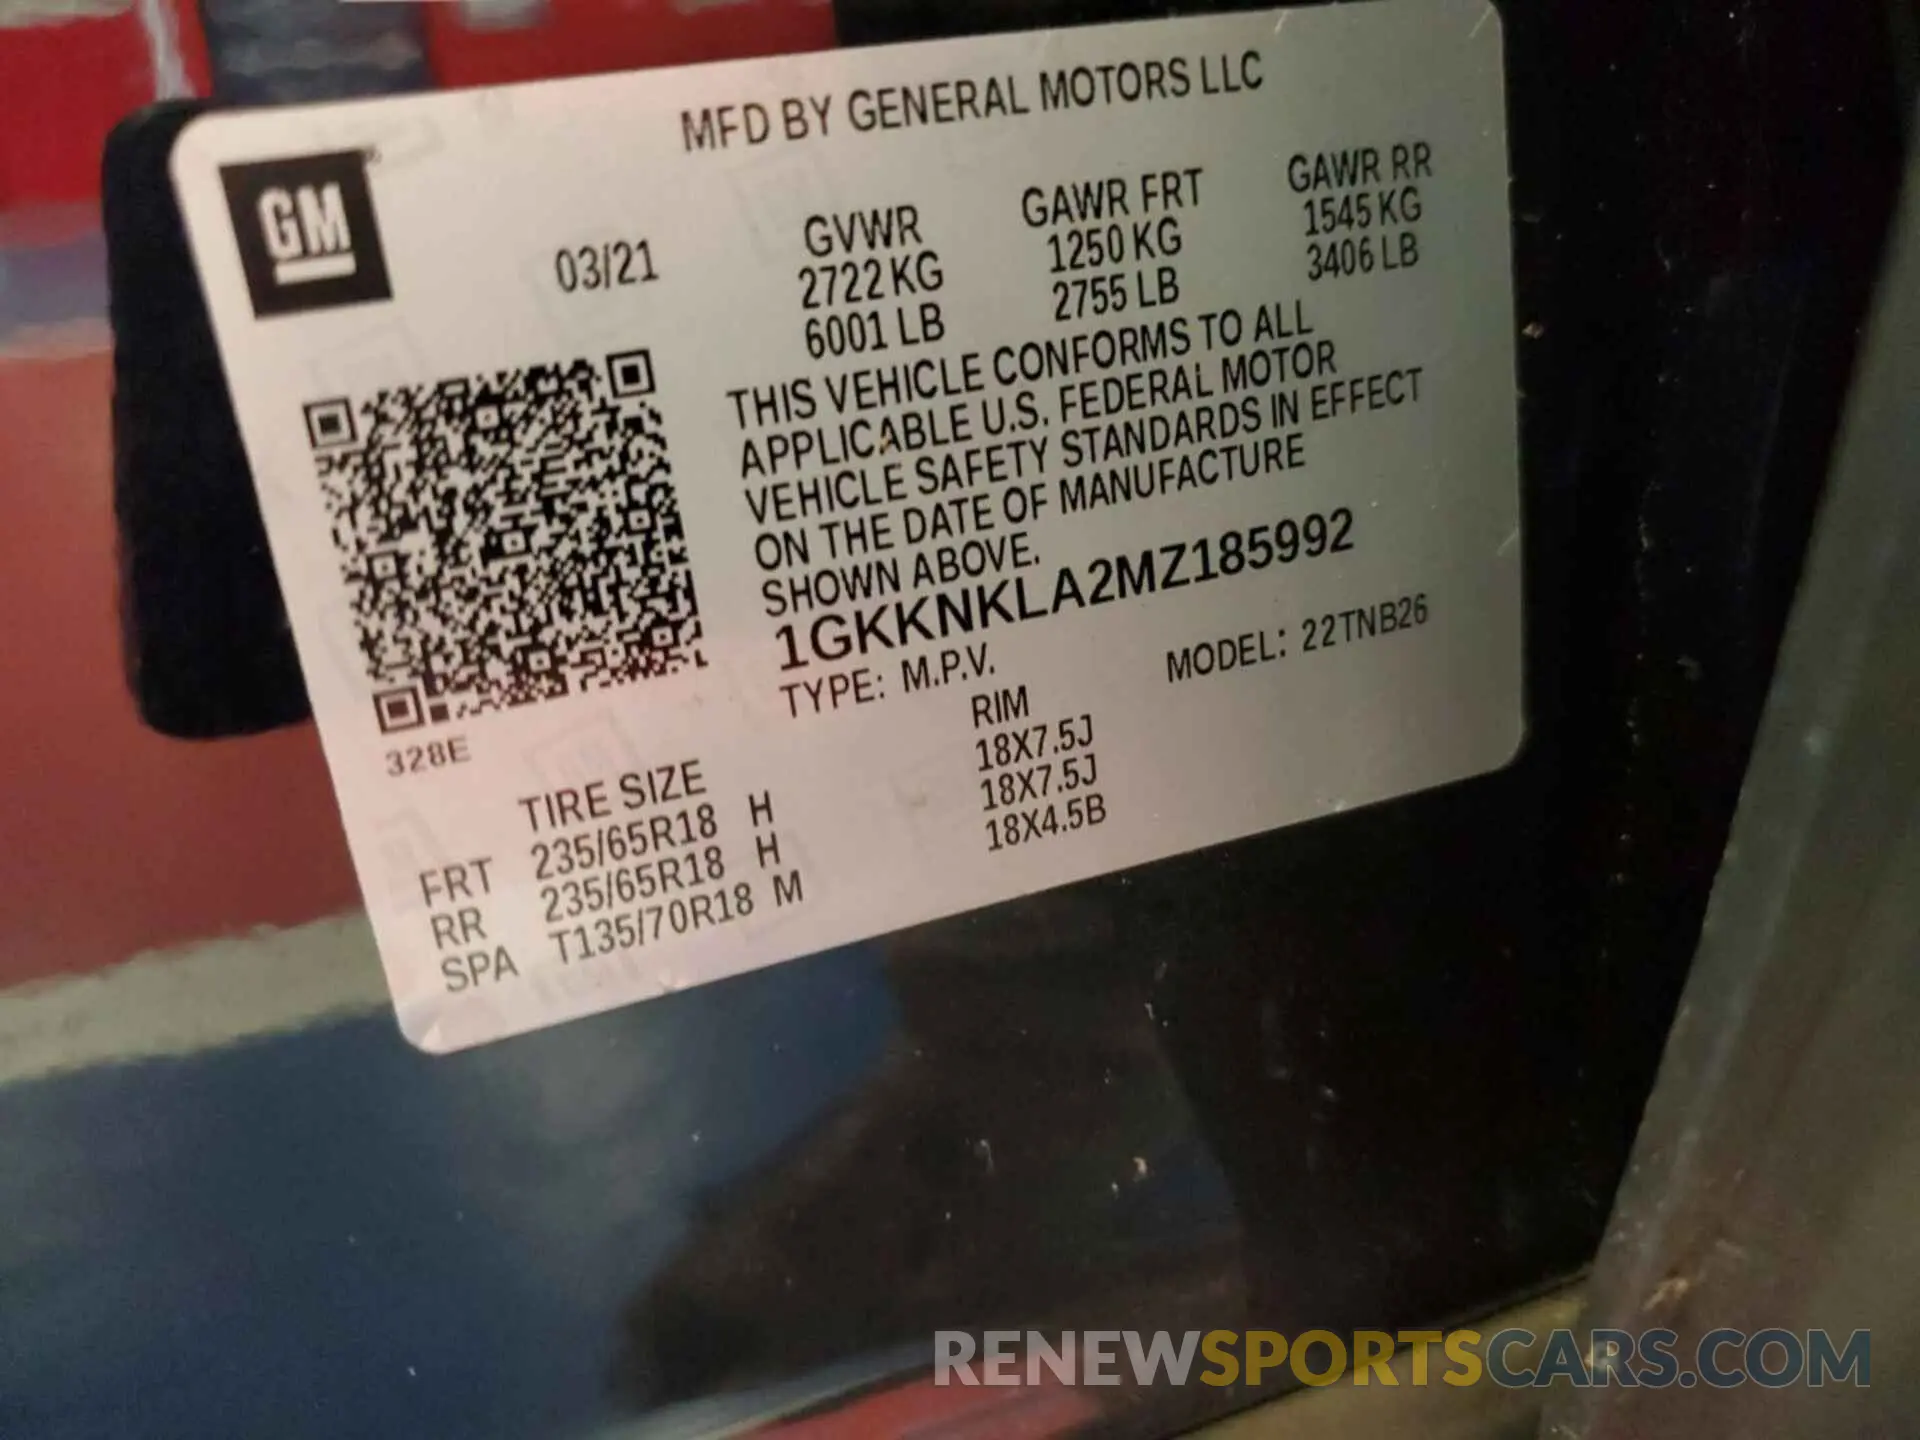 MFD BY GENERAL MOTORS LLC
GM
03/21
GVWR
2722 KG
6001 LB
GAWR FRT
1250 KG
2755 LB
GAWR RR
1545 KG
3406 LB
THIS VEHICLE CONFORMS TO ALL
APPLICABLE U.S. FEDERAL MOTOR
VEHICLE SAFETY STANDARDS IN EFFECT
ON THE DATE OF MANUFACTURE
SHOWN ABOVE.
1GKKNKLA2MZ185992
TYPE: M.P.V.
MODEL: 22TNB26
328E
TIRE SIZE RIM
FRT 235/65R18 H 18X7.5J
RR 235/65R18 H 18X7.5J
SPA T135/70R18 M 18X4.5B
RENEWSPORTSCARS.COM